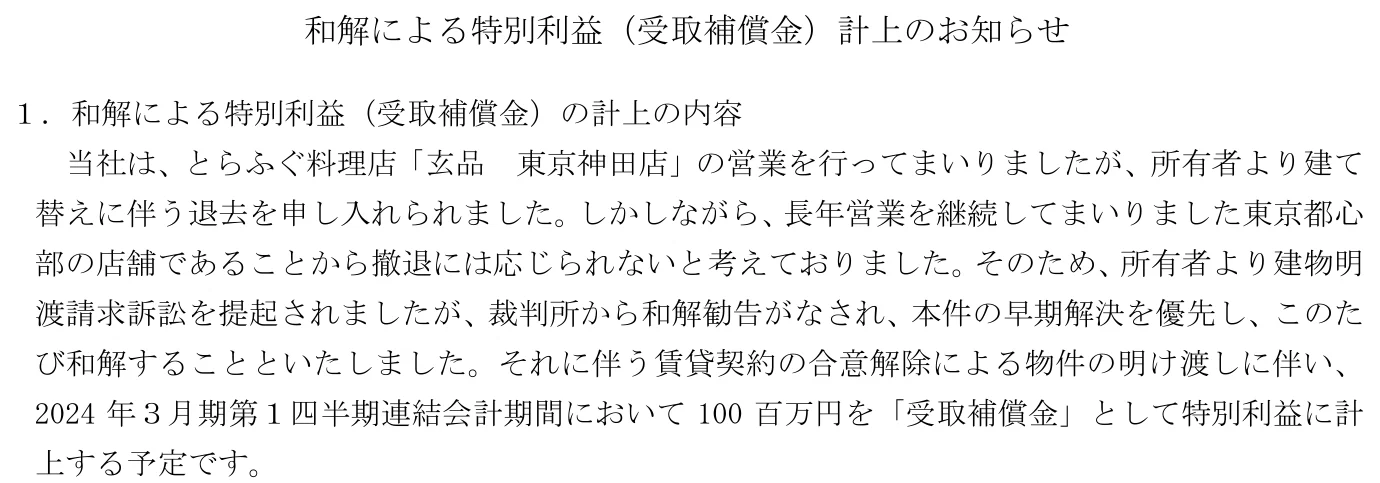 和解による特別利益（受取補償金）計上のお知らせ
１．和解による特別利益（受取補償金）の計上の内容
当社は、とらふぐ料理店「玄品　東京神田店」の営業を行ってまいりましたが、所有者より建て
替えに伴う退去を申し入れられました。しかしながら、長年営業を継続してまいりました東京都心
部の店舗であることから撤退には応じられないと考えておりました。そのため、所有者より建物明
渡請求訴訟を提起されましたが、裁判所から和解勧告がなされ、本件の早期解決を優先し、このた
び和解することといたしました。それに伴う賃貸契約の合意解除による物件の明け渡しに伴い、
2024 年３月期第１四半期連結会計期間において 100 百万円を「受取補償金」として特別利益に計
上する予定です。